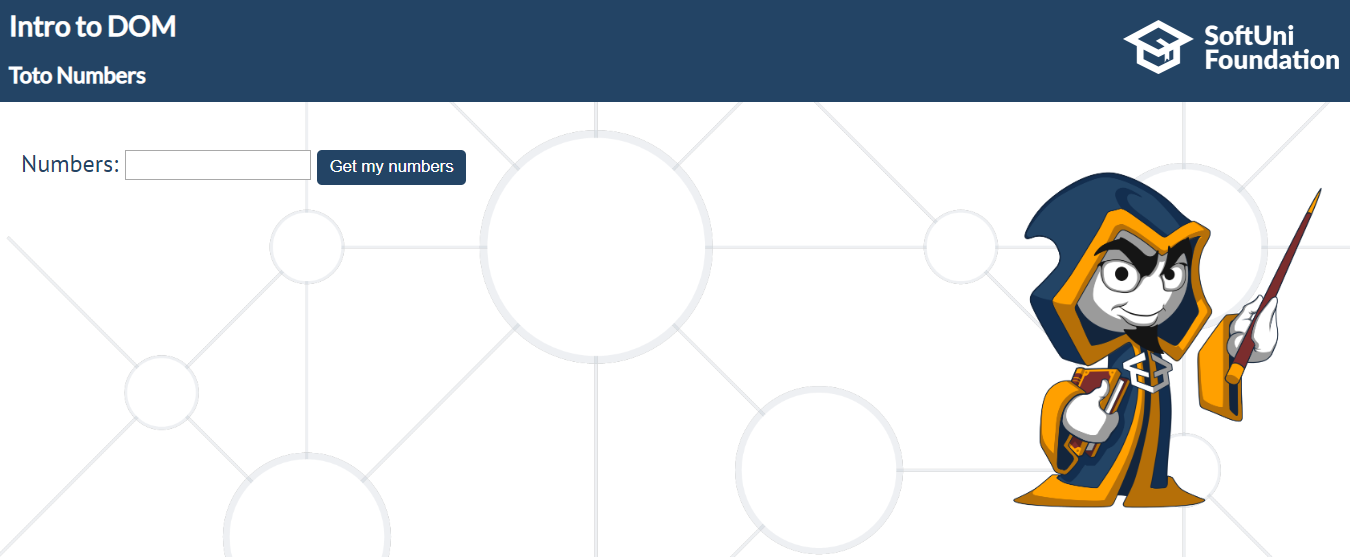 Intro to DOM
Toto Numbers
SoftUni
Foundation
Numbers:
Get my numbers